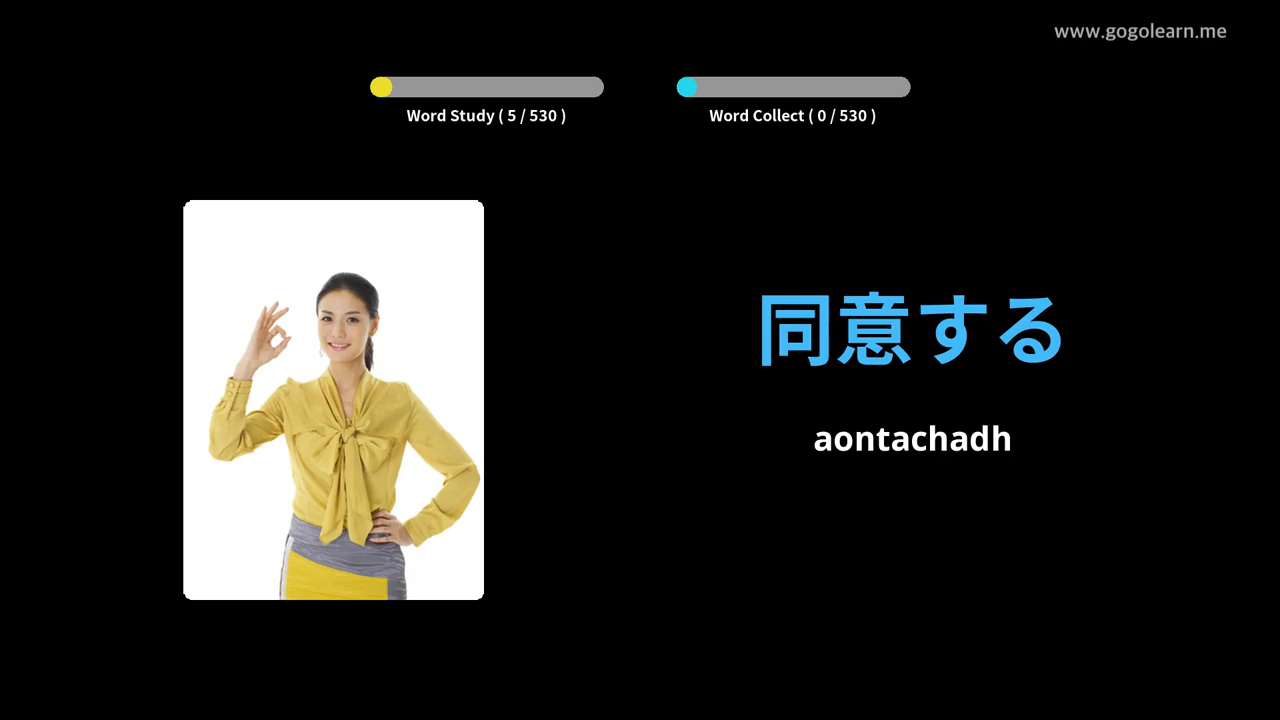 www.gogolearn.me
Word Study ( 5 / 530 )
Word Collect ( 0 / 530 )
同意する
aontachadh